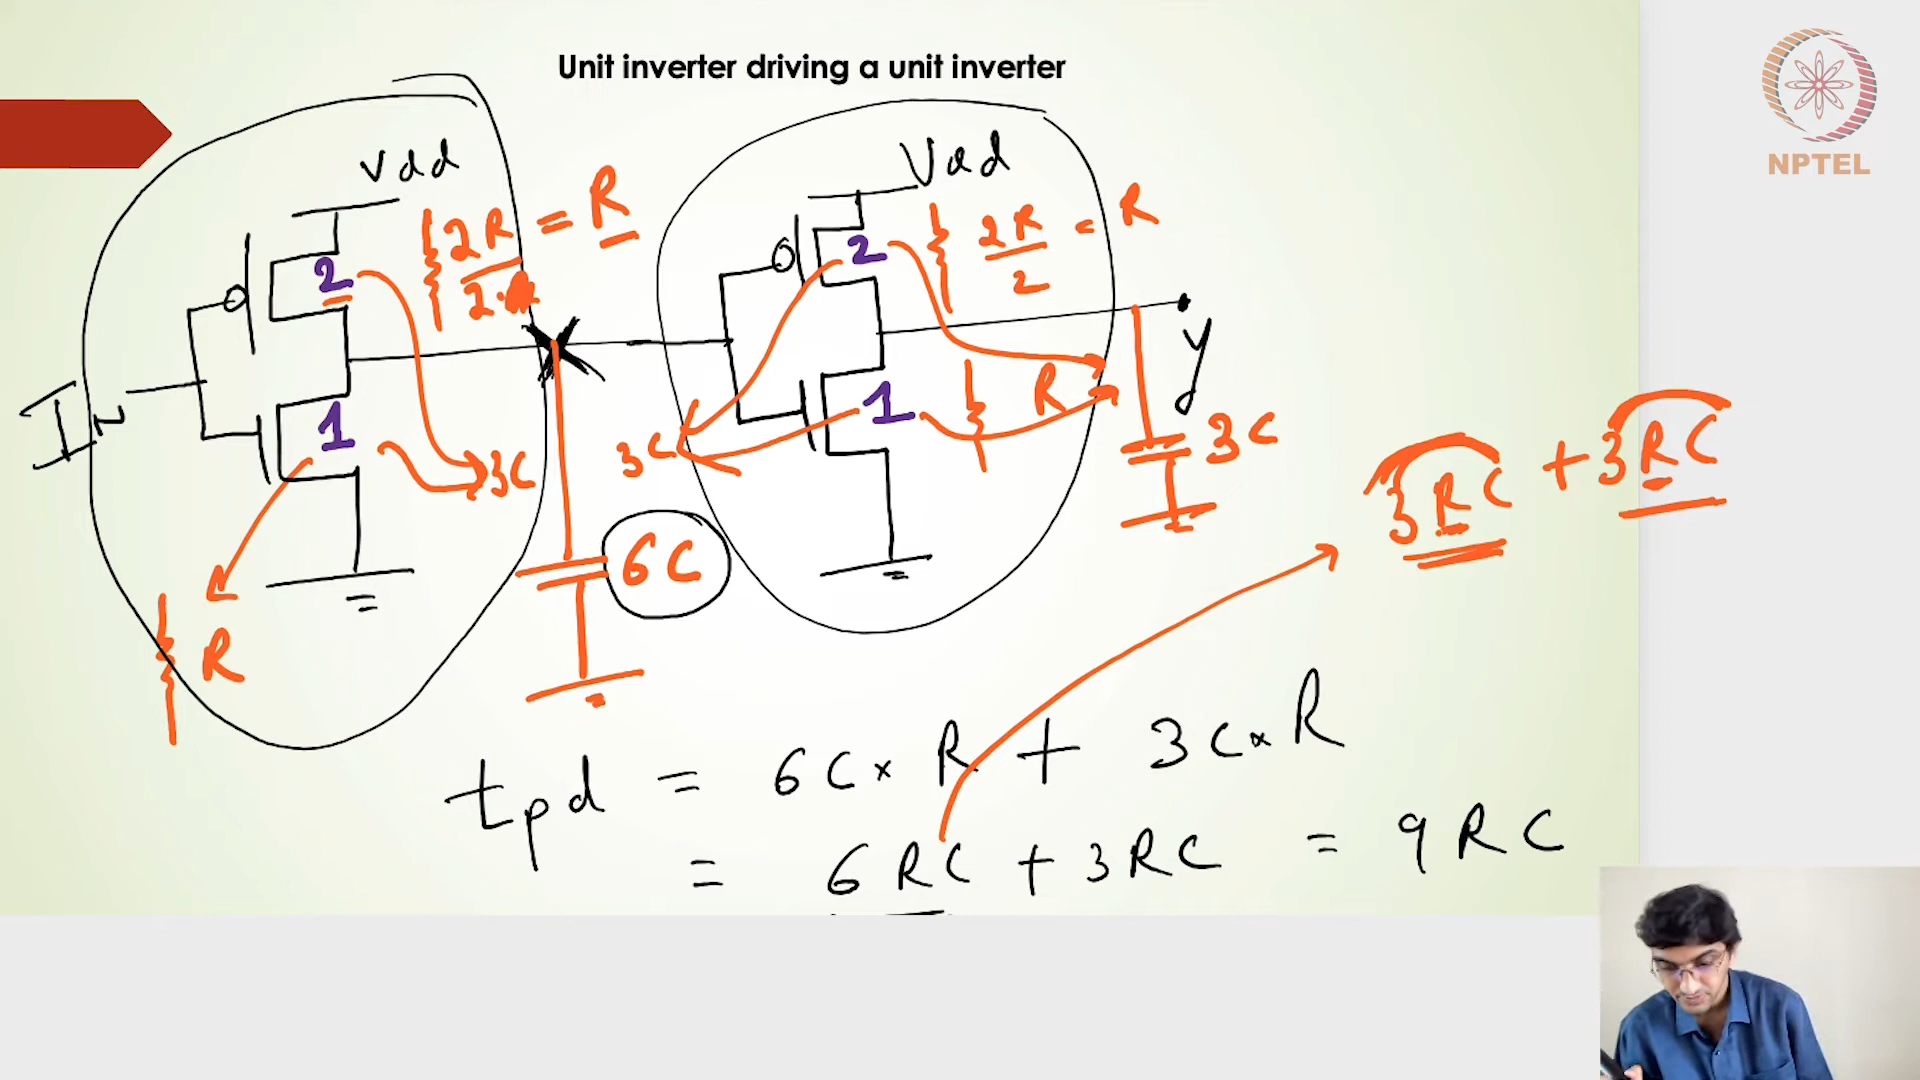 Unit inverter driving a unit inverter
NPTEL
Vdd
Vdd
2R/2 = R
2R/2 = R
2
2
In
1
1
R
y
3C
3C
3C
6C
R
3RC + 3RC
tpd = 6C × R + 3C × R
= 6RC + 3RC = 9RC